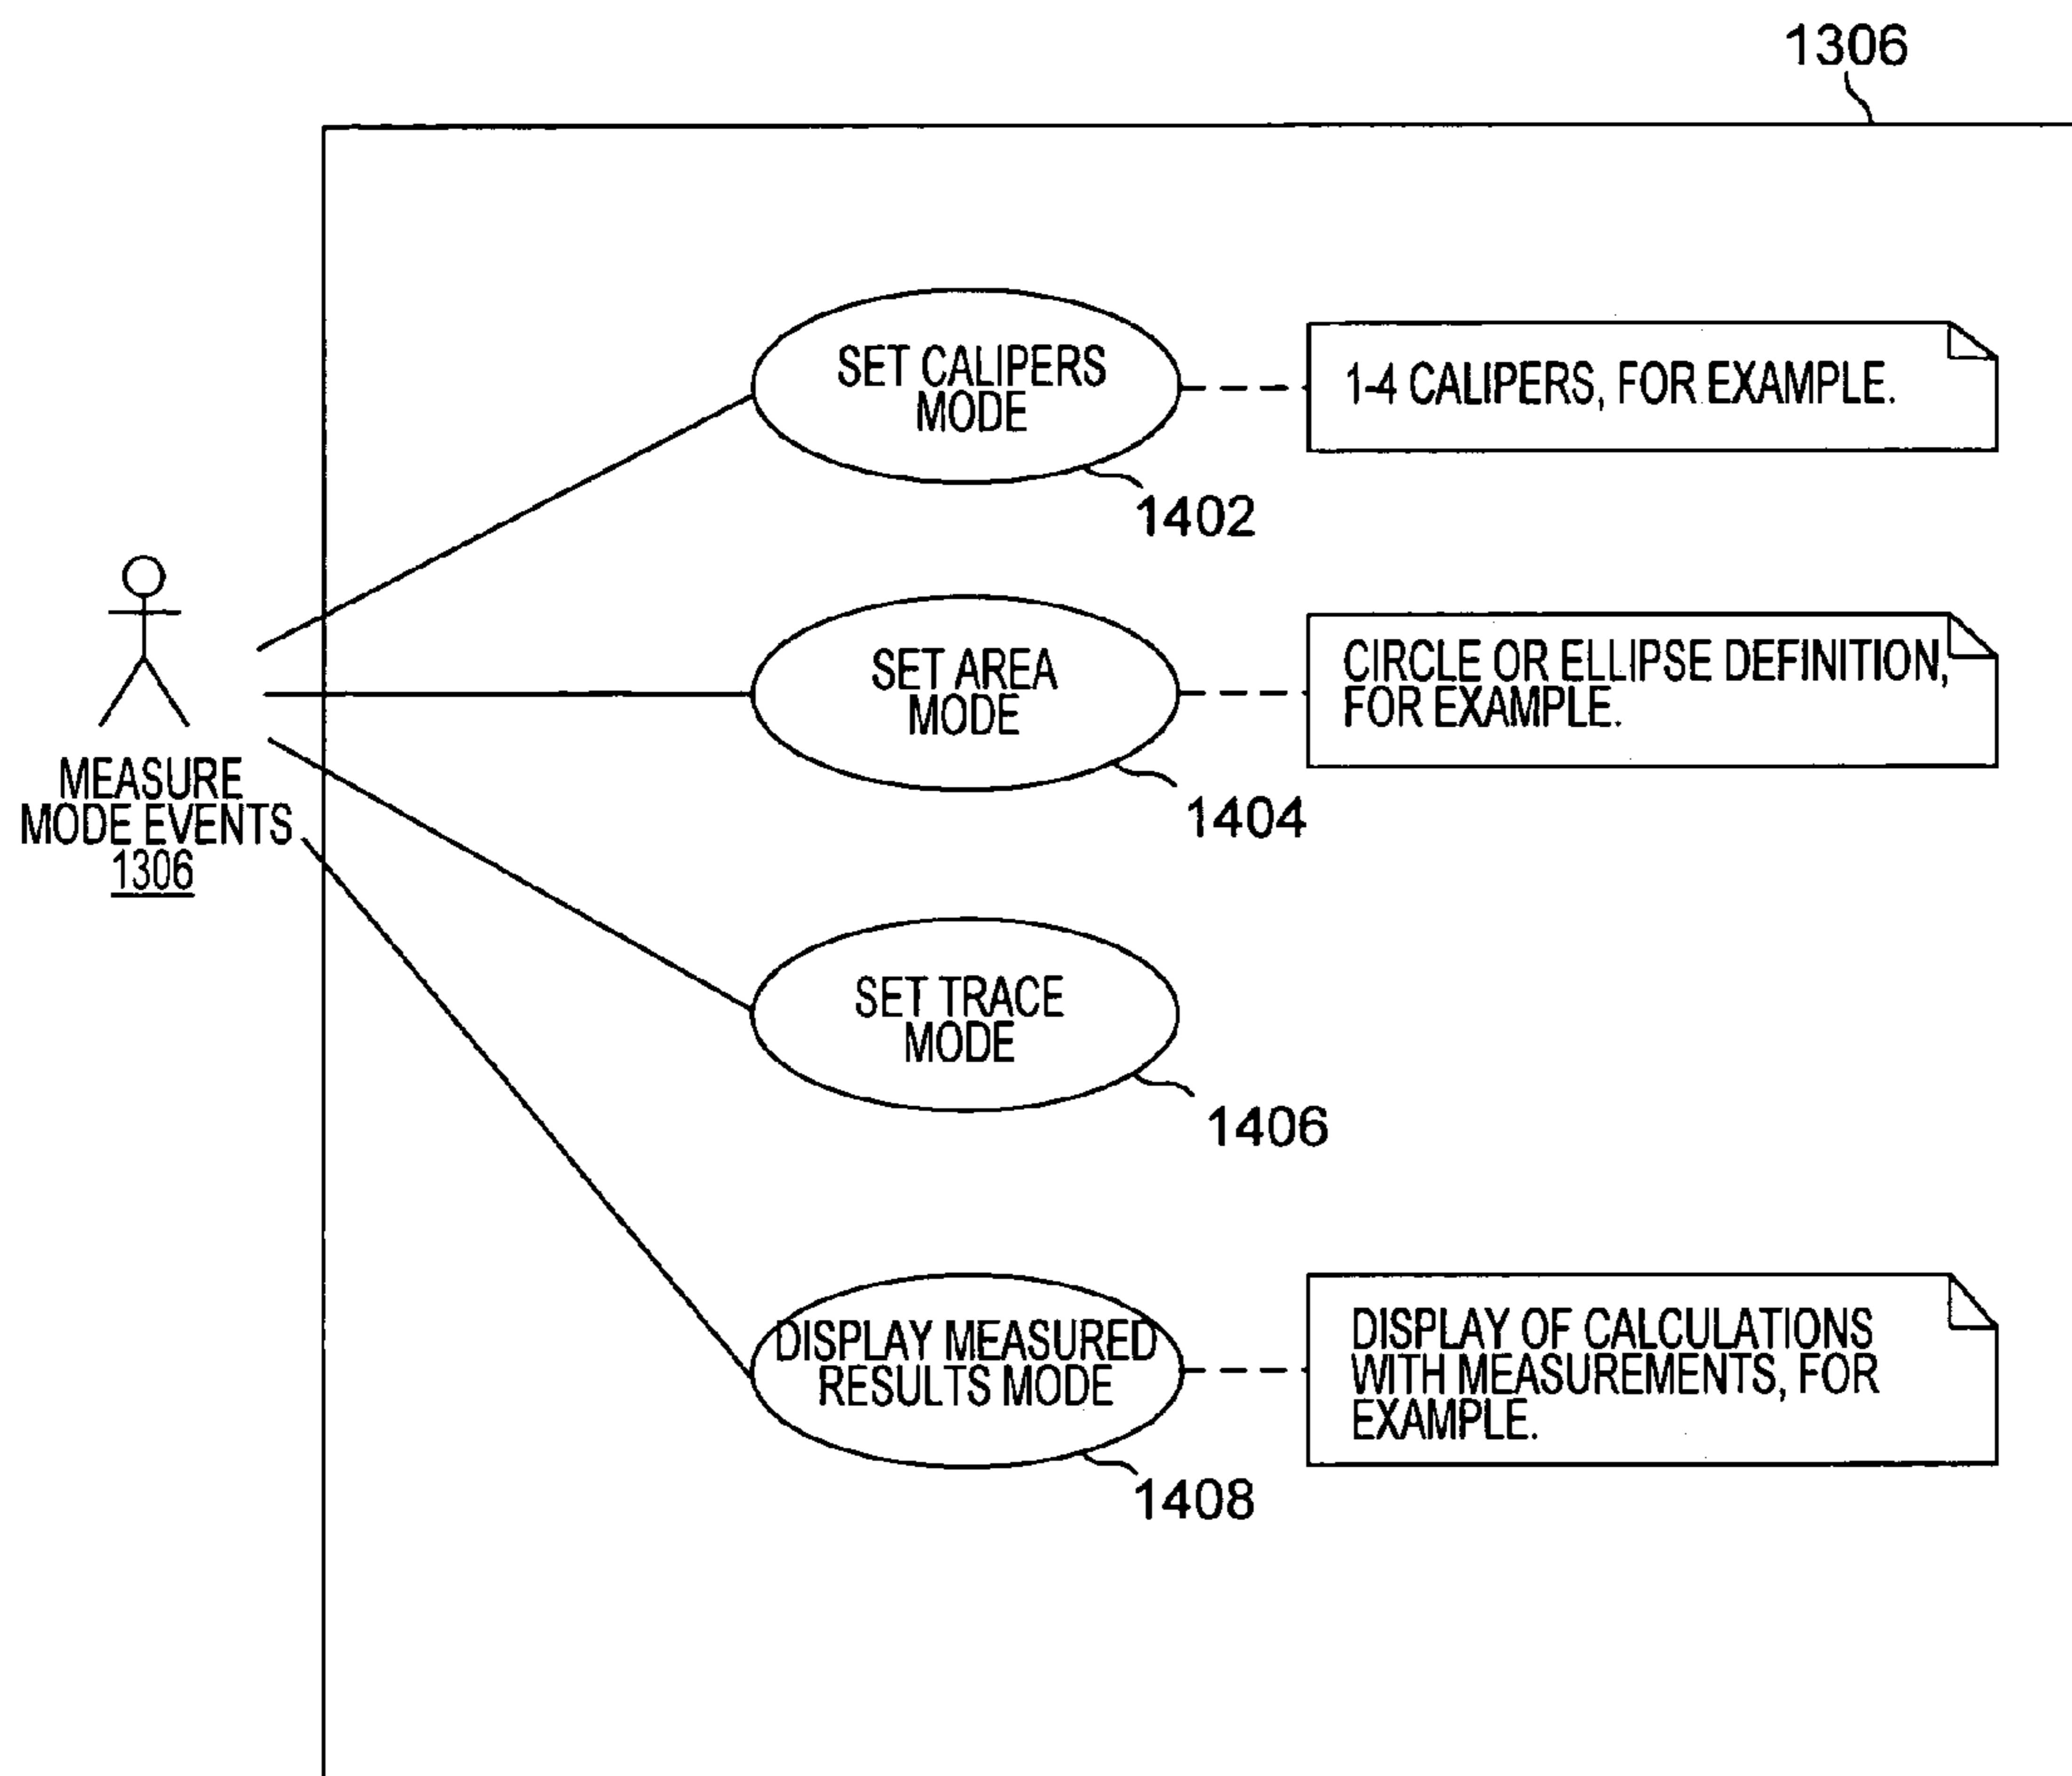 1306
SET CALIPERS
MODE
1402
1-4 CALIPERS, FOR EXAMPLE.
MEASURE
MODE EVENTS
1306
SET AREA
MODE
1404
CIRCLE OR ELLIPSE DEFINITION,
FOR EXAMPLE.
SET TRACE
MODE
1406
DISPLAY MEASURED
RESULTS MODE
1408
DISPLAY OF CALCULATIONS
WITH MEASUREMENTS, FOR
EXAMPLE.